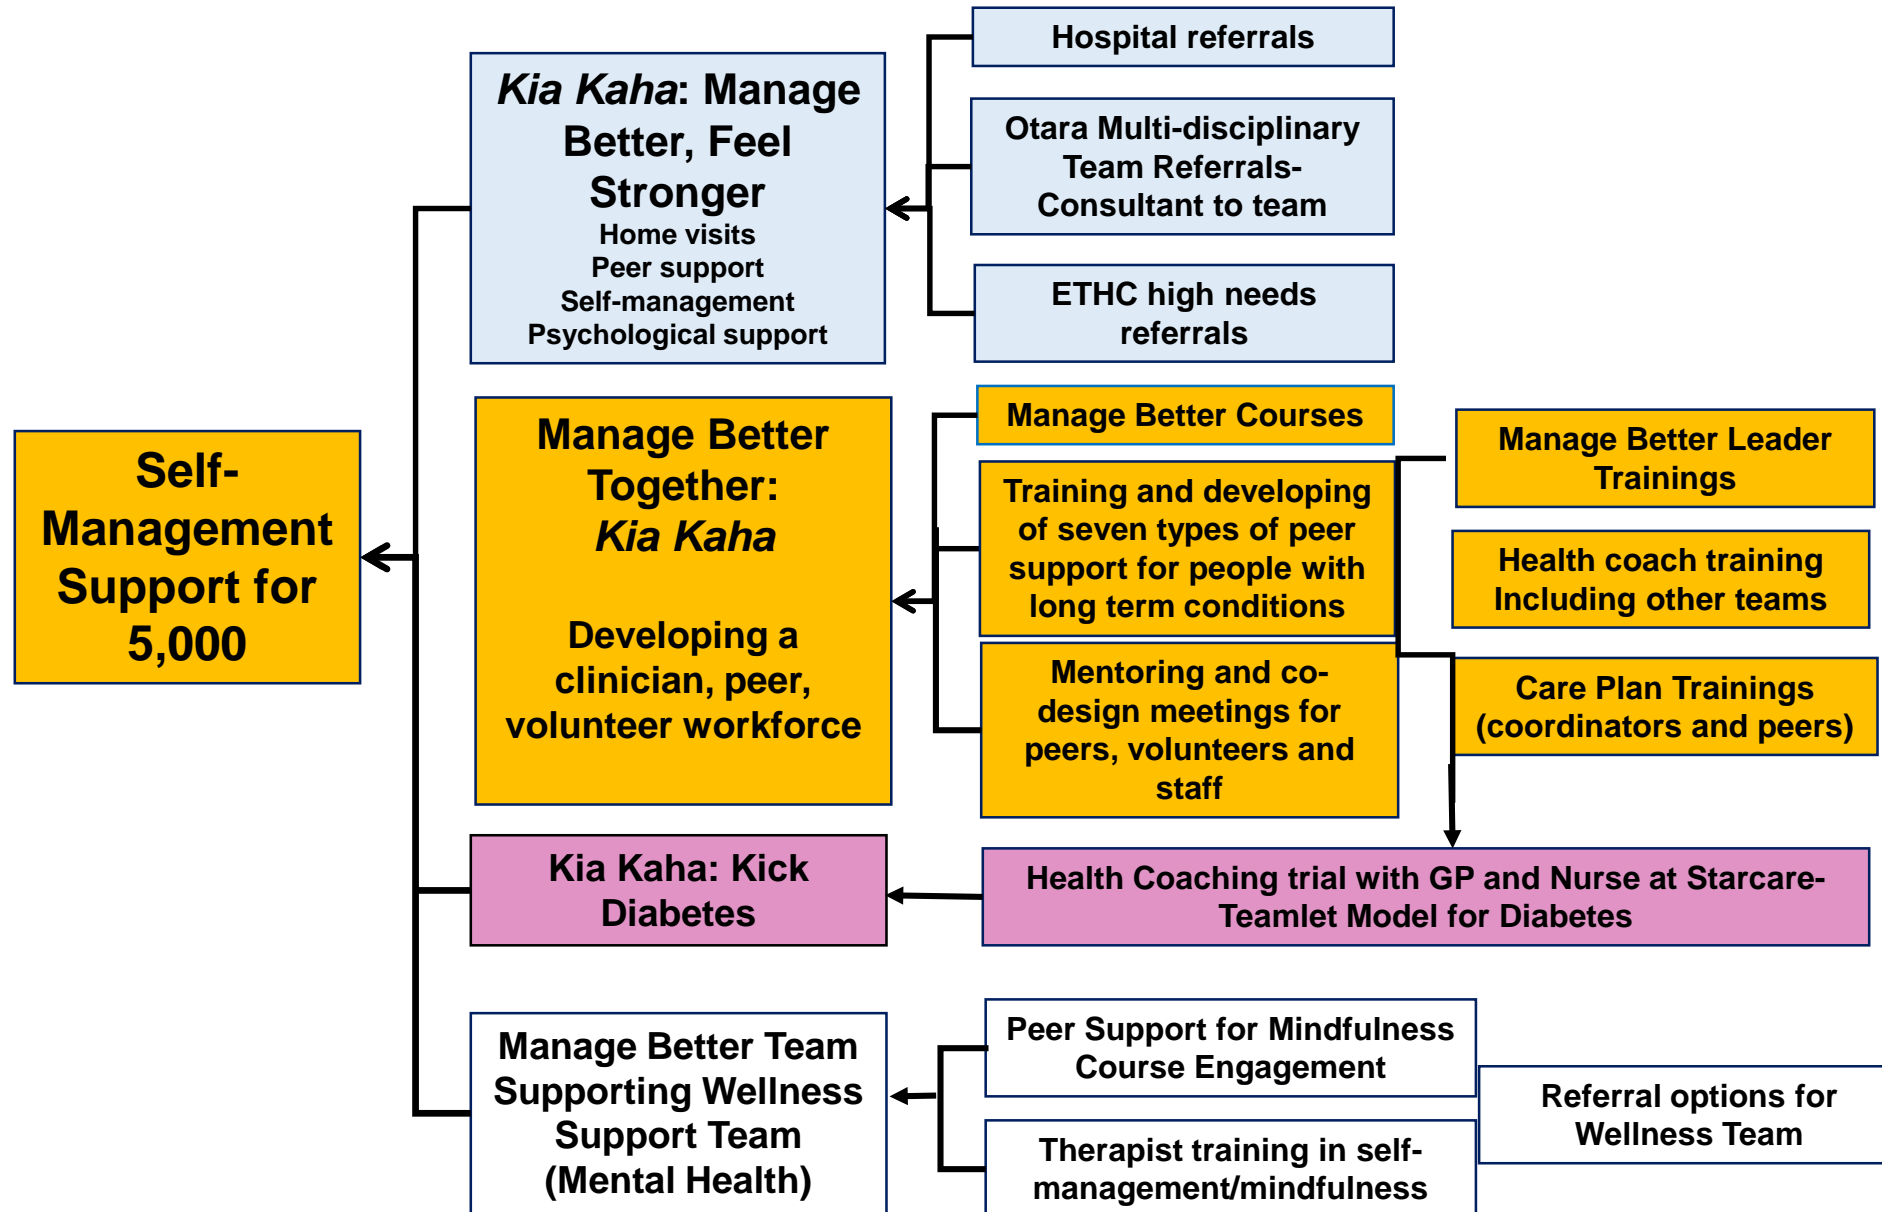 Self-
Management
Support for
5,000
Kia Kaha: Manage
Better, Feel
Stronger
Home visits
Peer support
Self-management
Psychological support
Hospital referrals
Otara Multi-disciplinary
Team Referrals-
Consultant to team
ETHC high needs
referrals
Manage Better
Together:
Kia Kaha
Developing a
clinician, peer,
volunteer workforce
Manage Better Courses
Training and developing
of seven types of peer
support for people with
long term conditions
Mentoring and co-
design meetings for
peers, volunteers and
staff
Manage Better Leader
Trainings
Health coach training
Including other teams
Care Plan Trainings
(coordinators and peers)
Kia Kaha: Kick
Diabetes
Health Coaching trial with GP and Nurse at Starcare-
Teamlet Model for Diabetes
Manage Better Team
Supporting Wellness
Support Team
(Mental Health)
Peer Support for Mindfulness
Course Engagement
Therapist training in self-
management/mindfulness
Referral options for
Wellness Team